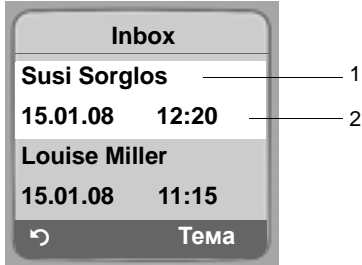 Inbox
Susi Sorglos 1
15.01.08 12:20 2
Louise Miller
15.01.08 11:15
Тема